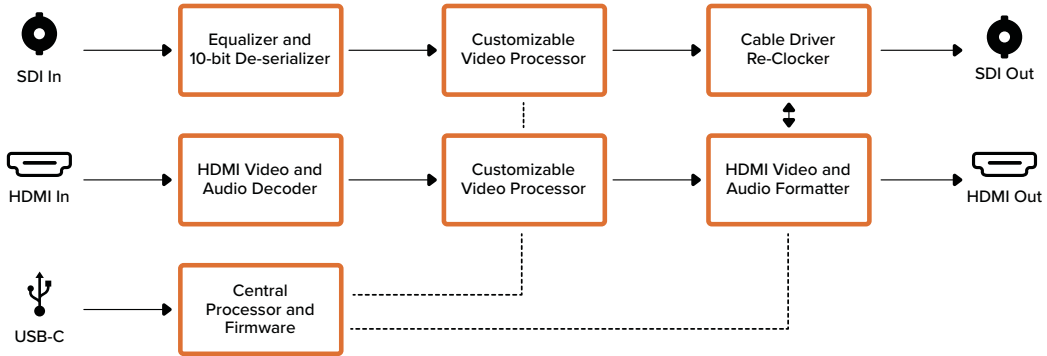 SDI In
Equalizer and
10-bit De-serializer
Customizable
Video Processor
Cable Driver
Re-Clocker
SDI Out
HDMI In
HDMI Video and
Audio Decoder
Customizable
Video Processor
HDMI Video and
Audio Formatter
HDMI Out
USB-C
Central
Processor and
Firmware